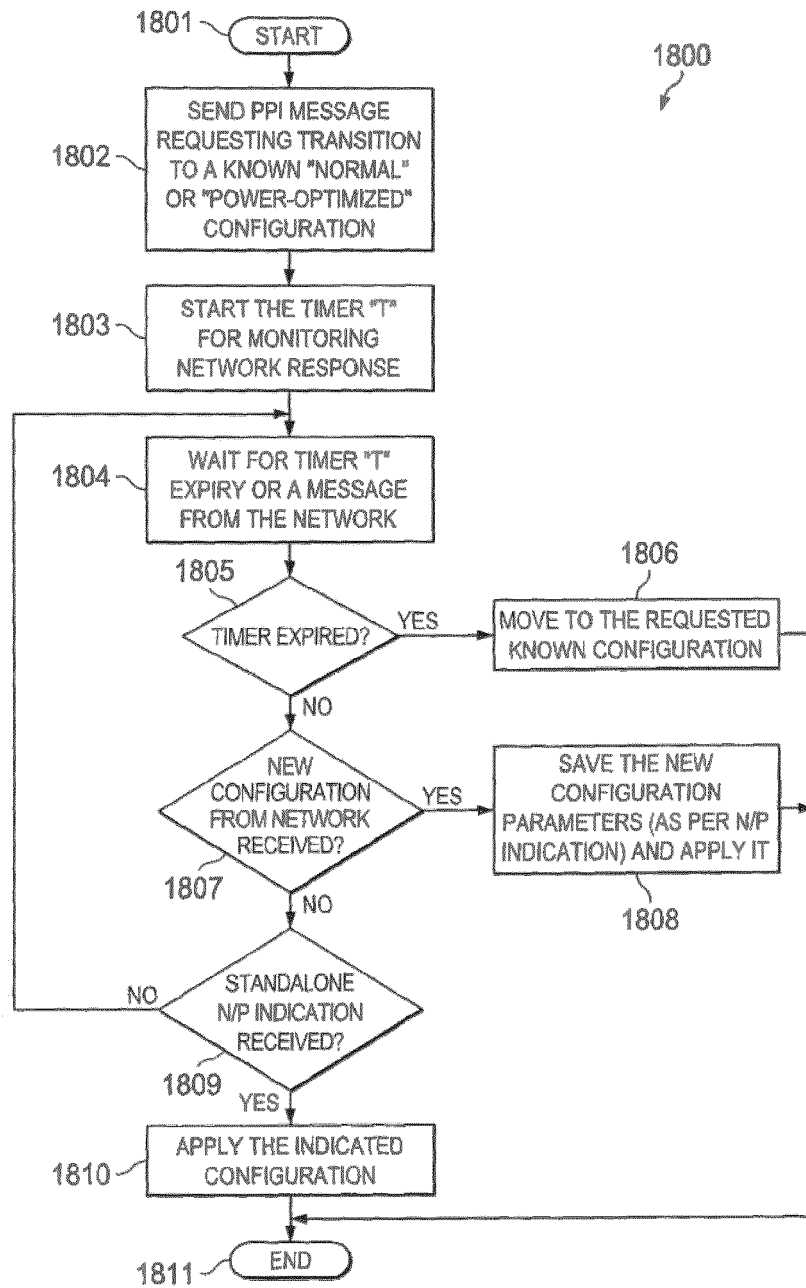 1801
START
1800
1802
SEND PPI MESSAGE
REQUESTING TRANSITION
TO A KNOWN "NORMAL"
OR "POWER-OPTIMIZED"
CONFIGURATION
1803
START THE TIMER "T"
FOR MONITORING
NETWORK RESPONSE
1804
WAIT FOR TIMER "T"
EXPIRY OR A MESSAGE
FROM THE NETWORK
1805
TIMER EXPIRED?
YES
1806
MOVE TO THE REQUESTED
KNOWN CONFIGURATION
NO
NEW
CONFIGURATION
FROM NETWORK
RECEIVED?
1807
YES
SAVE THE NEW
CONFIGURATION
PARAMETERS (AS PER N/P
INDICATION) AND APPLY IT
1808
NO
STANDALONE
N/P INDICATION
RECEIVED?
1809
NO
YES
1810
APPLY THE INDICATED
CONFIGURATION
1811
END